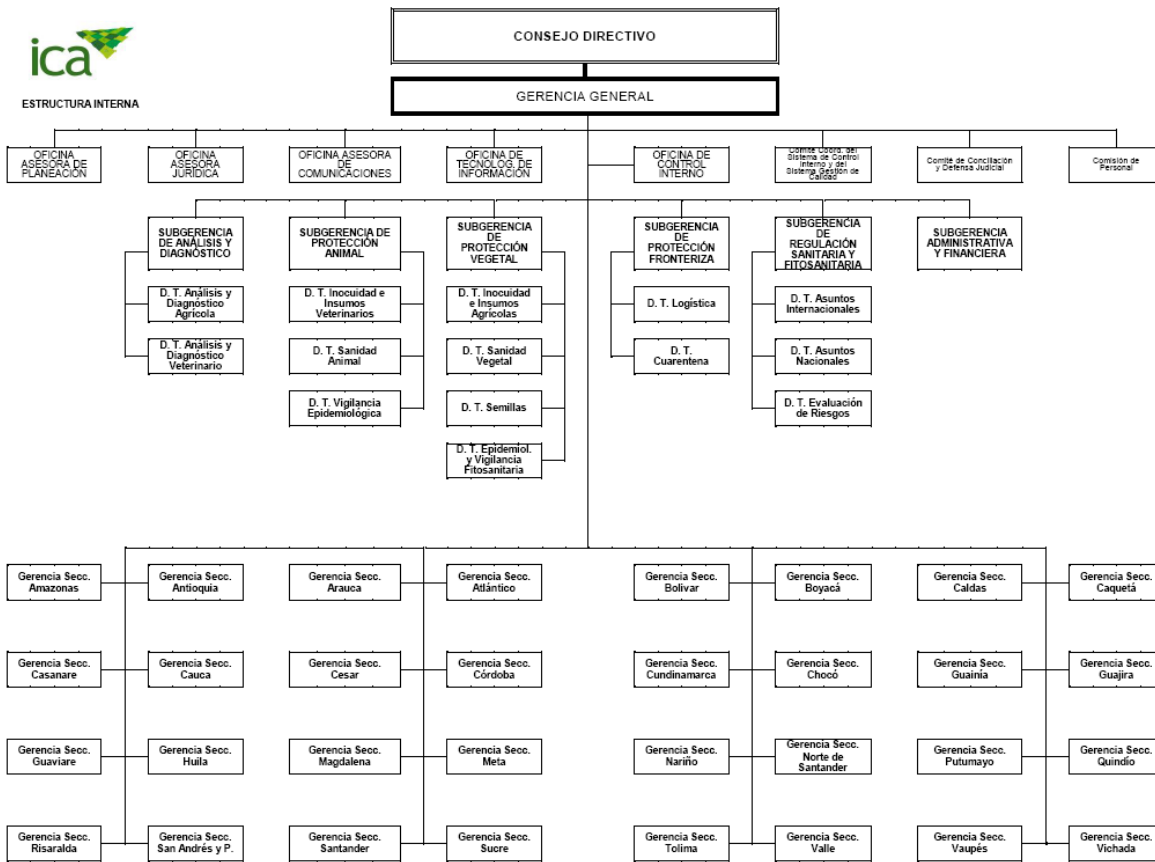 ica
ESTRUCTURA INTERNA
CONSEJO DIRECTIVO
GERENCIA GENERAL
OFICINA
ASESORA DE
PLANEACIÓN
OFICINA
ASESORA
JURÍDICA
OFICINA ASESORA
DE
COMUNICACIONES
OFICINA DE
TECNOLOG. DE
INFORMACIÓN
OFICINA DE
CONTROL
INTERNO
Comité Coord. del
Sistema de Control
Interno y del
Sistema Gestión de
Calidad
Comité de Conciliación
y Defensa Judicial
Comisión de
Personal
SUBGERENCIA
DE ANÁLISIS Y
DIAGNÓSTICO
SUBGERENCIA DE
PROTECCIÓN
ANIMAL
SUBGERENCIA
DE
PROTECCIÓN
VEGETAL
SUBGERENCIA
DE
PROTECCIÓN
FRONTERIZA
SUBGERENCIA
DE
REGULACIÓN
SANITARIA Y
FITOSANITARIA
SUBGERENCIA
ADMINISTRATIVA
Y FINANCIERA
D. T. Análisis y
Diagnóstico
Agrícola
D. T. Inocuidad e
Insumos
Veterinarios
D. T. Inocuidad
e Insumos
Agrícolas
D. T. Logística
D. T. Asuntos
Internacionales
D. T. Análisis y
Diagnóstico
Veterinario
D. T. Sanidad
Animal
D. T. Sanidad
Vegetal
D. T.
Cuarentena
D. T. Asuntos
Nacionales
D. T. Vigilancia
Epidemiológica
D. T. Semillas
D. T. Evaluación
de Riesgos
D. T. Epidemiol.
y Vigilancia
Fitosanitaria
Gerencia Secc.
Amazonas
Gerencia Secc.
Antioquia
Gerencia Secc.
Arauca
Gerencia Secc.
Atlántico
Gerencia Secc.
Bolivar
Gerencia Secc.
Boyacá
Gerencia Secc.
Caldas
Gerencia Secc.
Caquetá
Gerencia Secc.
Casanare
Gerencia Secc.
Cauca
Gerencia Secc.
Cesar
Gerencia Secc.
Córdoba
Gerencia Secc.
Cundinamarca
Gerencia Secc.
Chocó
Gerencia Secc.
Guainía
Gerencia Secc.
Guajira
Gerencia Secc.
Guaviare
Gerencia Secc.
Huila
Gerencia Secc.
Magdalena
Gerencia Secc.
Meta
Gerencia Secc.
Nariño
Gerencia Secc.
Norte de
Santander
Gerencia Secc.
Putumayo
Gerencia Secc.
Quindío
Gerencia Secc.
Risaralda
Gerencia Secc.
San Andrés y P.
Gerencia Secc.
Santander
Gerencia Secc.
Sucre
Gerencia Secc.
Tolima
Gerencia Secc.
Valle
Gerencia Secc.
Vaupés
Gerencia Secc.
Vichada